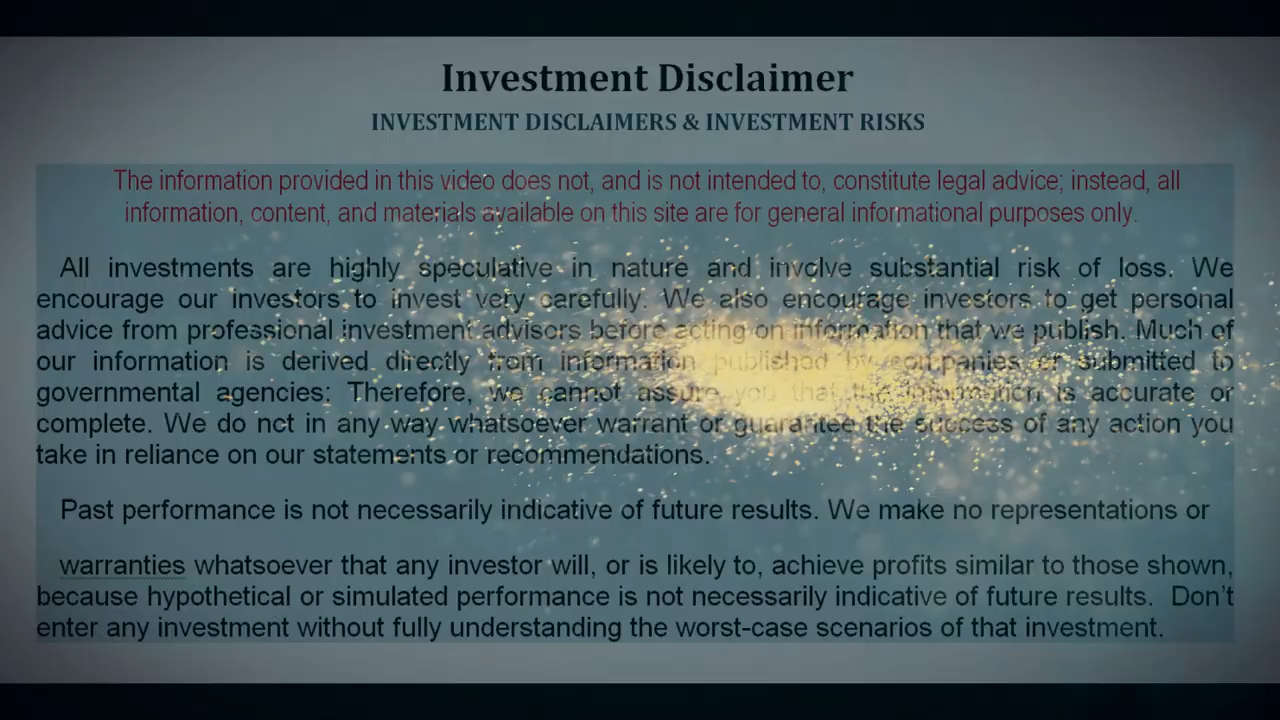 Investment Disclaimer
INVESTMENT DISCLAIMERS & INVESTMENT RISKS
The information provided in this video does not, and is not intended to, constitute legal advice; instead, all
information, content, and materials available on this site are for general informational purposes only.
All investments are highly speculative in nature and involve substantial risk of loss. We
encourage our investors to invest very carefully. We also encourage investors to get personal
advice from professional investment advisors before acting on information that we publish. Much of
our information is derived directly from information published by companies or submitted to
governmental agencies; Therefore, we cannot assure you that the information is accurate or
complete. We do not in any way whatsoever warrant or guarantee the success of any action you
take in reliance on our statements or recommendations.
Past performance is not necessarily indicative of future results. We make no representations or
warranties whatsoever that any investor will, or is likely to, achieve profits similar to those shown,
because hypothetical or simulated performance is not necessarily indicative of future results. Don't
enter any investment without fully understanding the worst-case scenarios of that investment.